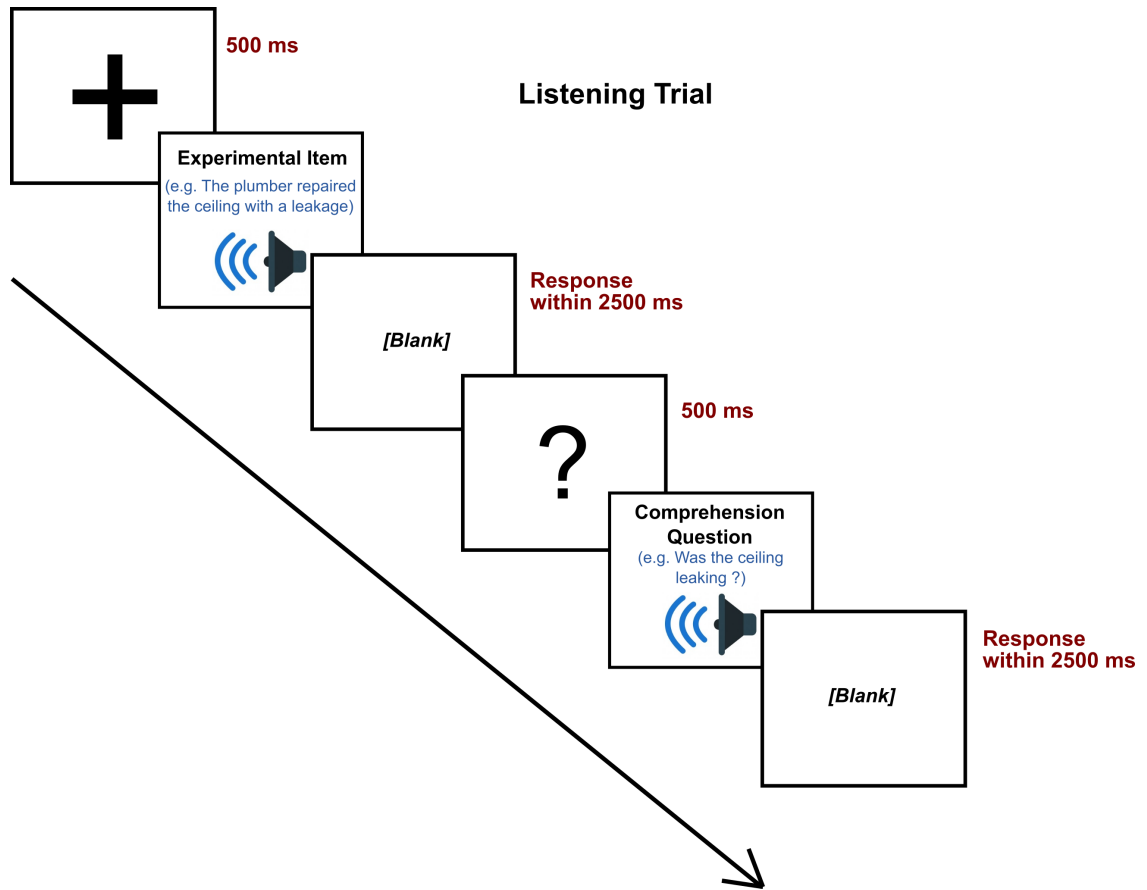 500 ms
Listening Trial
Experimental Item
(e.g. The plumber repaired
the ceiling with a leakage)
Response
within 2500 ms
[Blank]
500 ms
?
Comprehension
Question
(e.g. Was the ceiling
leaking ?)
Response
within 2500 ms
[Blank]